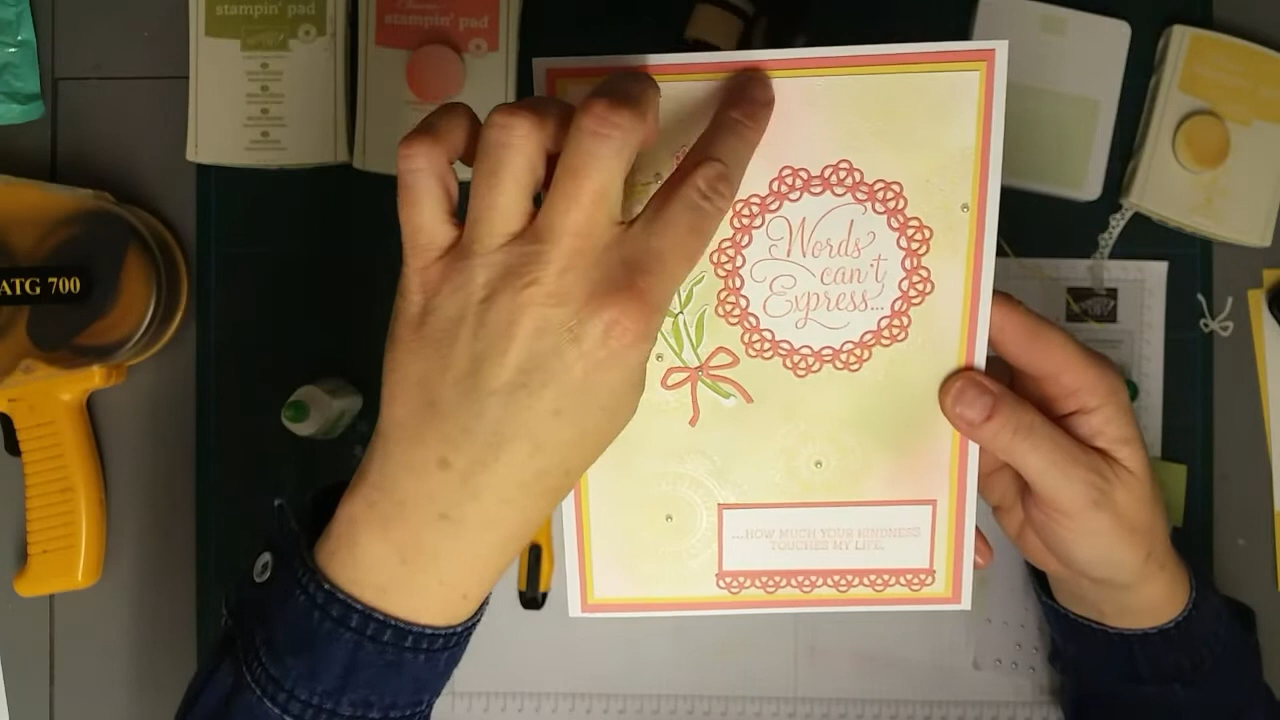 stampin' pad
stampin' pad
ATG 700
Words
can't
Express...
...HOW MUCH YOUR KINDNESS
TOUCHES MY LIFE.